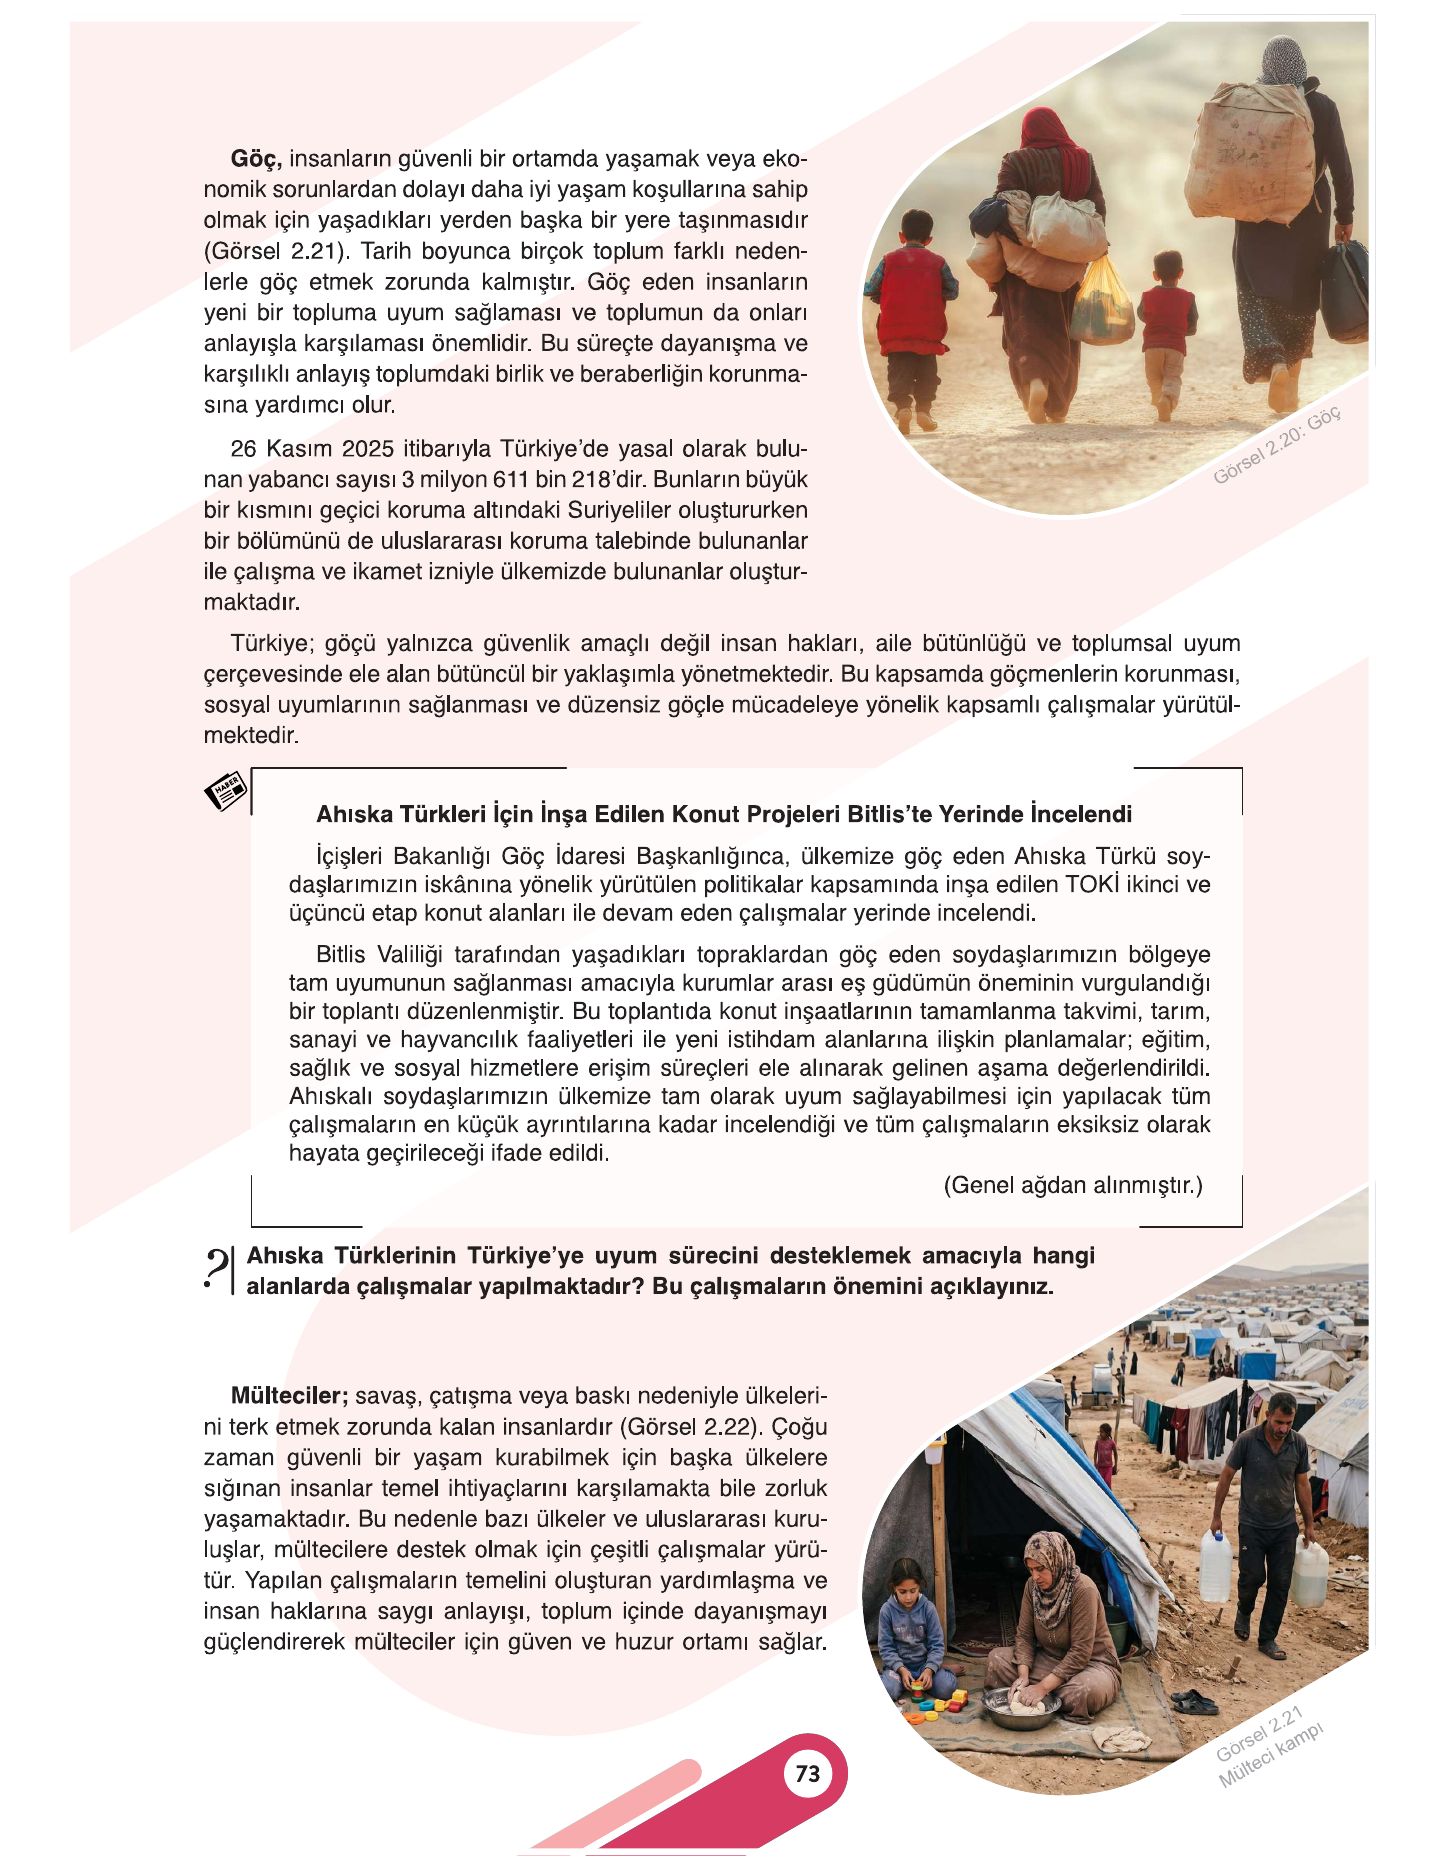 Göç, insanların güvenli bir ortamda yaşamak veya eko-
nomik sorunlardan dolayı daha iyi yaşam koşullarına sahip
olmak için yaşadıkları yerden başka bir yere taşınmasıdır
(Görsel 2.21). Tarih boyunca birçok toplum farklı neden-
lerle göç etmek zorunda kalmıştır. Göç eden insanların
yeni bir topluma uyum sağlaması ve toplumun da onları
anlayışla karşılaması önemlidir. Bu süreçte dayanışma ve
karşılıklı anlayış toplumdaki birlik ve beraberliğin korunma-
sına yardımcı olur.
Görsel 2.20: Göç
26 Kasım 2025 itibarıyla Türkiye’de yasal olarak bulu-
nan yabancı sayısı 3 milyon 611 bin 218’dir. Bunların büyük
bir kısmını geçici koruma altındaki Suriyeliler oluştururken
bir bölümünü de uluslararası koruma talebinde bulunanlar
ile çalışma ve ikamet izniyle ülkemizde bulunanlar oluştur-
maktadır.
Türkiye; göçü yalnızca güvenlik amaçlı değil insan hakları, aile bütünlüğü ve toplumsal uyum
çerçevesinde ele alan bütüncül bir yaklaşımla yönetmektedir. Bu kapsamda göçmenlerin korunması,
sosyal uyumlarının sağlanması ve düzensiz göçle mücadeleye yönelik kapsamlı çalışmalar yürütül-
mektedir.
HABER
Ahıska Türkleri İçin İnşa Edilen Konut Projeleri Bitlis’te Yerinde İncelendi
İçişleri Bakanlığı Göç İdaresi Başkanlığınca, ülkemize göç eden Ahıska Türkü soy-
daşlarımızın iskânına yönelik yürütülen politikalar kapsamında inşa edilen TOKİ ikinci ve
üçüncü etap konut alanları ile devam eden çalışmalar yerinde incelendi.
Bitlis Valiliği tarafından yaşadıkları topraklardan göç eden soydaşlarımızın bölgeye
tam uyumunun sağlanması amacıyla kurumlar arası eş güdümün öneminin vurgulandığı
bir toplantı düzenlenmiştir. Bu toplantıda konut inşaatlarının tamamlanma takvimi, tarım,
sanayi ve hayvancılık faaliyetleri ile yeni istihdam alanlarına ilişkin planlamalar; eğitim,
sağlık ve sosyal hizmetlere erişim süreçleri ele alınarak gelinen aşama değerlendirildi.
Ahıskalı soydaşlarımızın ülkemize tam olarak uyum sağlayabilmesi için yapılacak tüm
çalışmaların en küçük ayrıntılarına kadar incelendiği ve tüm çalışmaların eksiksiz olarak
hayata geçirileceği ifade edildi.
(Genel ağdan alınmıştır.)
?
Ahıska Türklerinin Türkiye’ye uyum sürecini desteklemek amacıyla hangi
alanlarda çalışmalar yapılmaktadır? Bu çalışmaların önemini açıklayınız.
Mülteciler; savaş, çatışma veya baskı nedeniyle ülkeleri-
ni terk etmek zorunda kalan insanlardır (Görsel 2.22). Çoğu
zaman güvenli bir yaşam kurabilmek için başka ülkelere
sığınan insanlar temel ihtiyaçlarını karşılamakta bile zorluk
yaşamaktadır. Bu nedenle bazı ülkeler ve uluslararası kuru-
luşlar, mültecilere destek olmak için çeşitli çalışmalar yürü-
tür. Yapılan çalışmaların temelini oluşturan yardımlaşma ve
insan haklarına saygı anlayışı, toplum içinde dayanışmayı
güçlendirerek mülteciler için güven ve huzur ortamı sağlar.
Görsel 2.21
Mülteci kampı
73